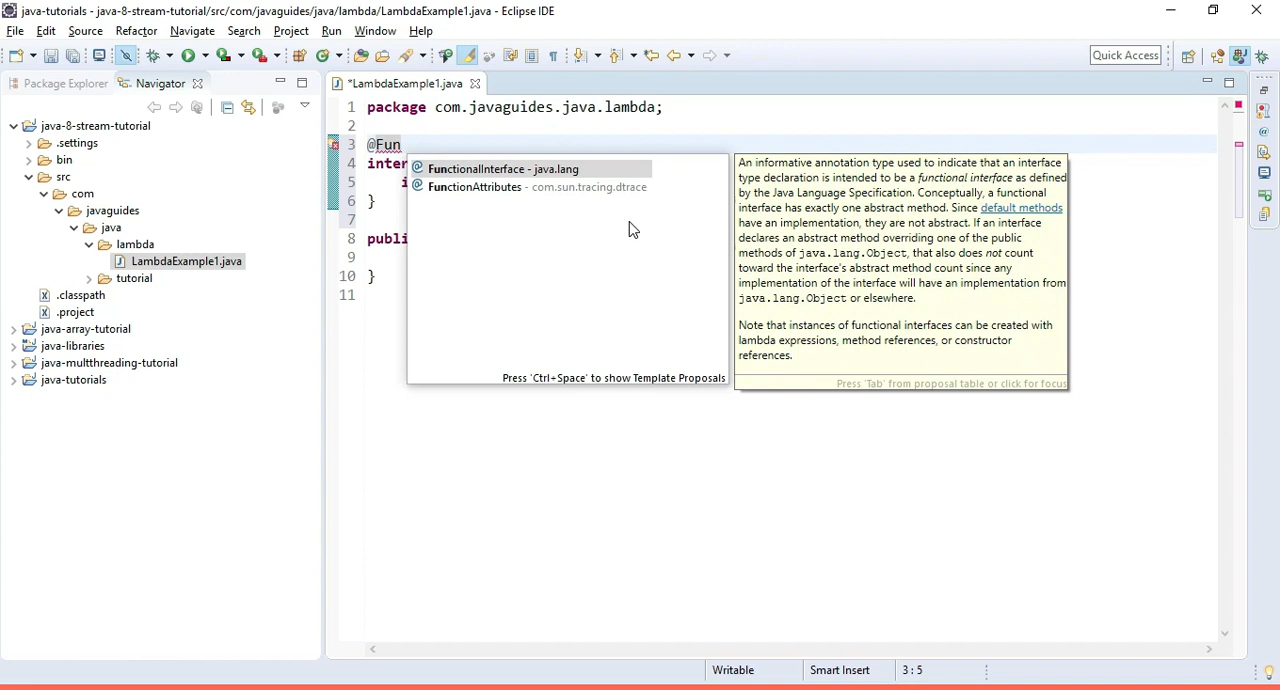 java-tutorials - java-8-stream-tutorial/src/com/javaguides/java/lambda/LambdaExample1.java - Eclipse IDE
File Edit Source Refactor Navigate Search Project Run Window Help
Quick Access
Package Explorer Navigator
*LambdaExample1.java
java-8-stream-tutorial
.settings
bin
src
com
javaguides
java
lambda
LambdaExample1.java
tutorial
.classpath
.project
java-array-tutorial
java-libraries
java-multtthreading-tutorial
java-tutorials
1 package com.javaguides.java.lambda;
2
3 @Fun
4 inter
5 i
6 }
7
8 publi
9
10 }
11
FunctionalInterface - java.lang
FunctionAttributes - com.sun.tracing.dtrace
Press 'Ctrl+Space' to show Template Proposals
An informative annotation type used to indicate that an interface
type declaration is intended to be a functional interface as defined
by the Java Language Specification. Conceptually, a functional
interface has exactly one abstract method. Since default methods
have an implementation, they are not abstract. If an interface
declares an abstract method overriding one of the public
methods of java.lang.Object, that also does not count
toward the interface's abstract method count since any
implementation of the interface will have an implementation from
java.lang.Object or elsewhere.
Note that instances of functional interfaces can be created with
lambda expressions, method references, or constructor
references.
Press 'Tab' from proposal table or click for focus
Writable Smart Insert 3 : 5